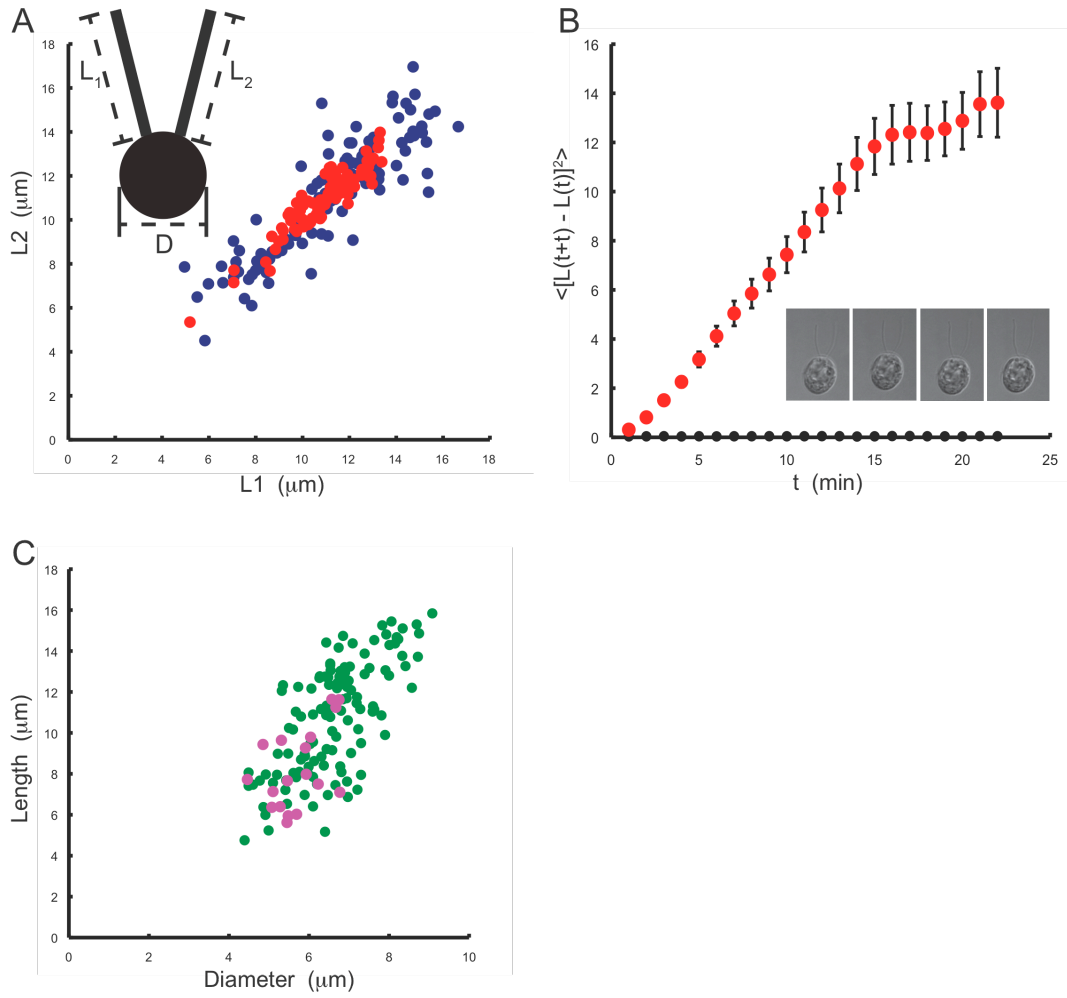 A
18
16
14
12
10
8
6
4
2
0
0 2 4 6 8 10 12 14 16 18
L2 (μm)
L1 (μm)
L1
L2
D
B
16
14
12
10
8
6
4
2
0
0 5 10 15 20 25
<[L(t+t) - L(t)]²>
t (min)
C
18
16
14
12
10
8
6
4
2
0
0 2 4 6 8 10
Length (μm)
Diameter (μm)